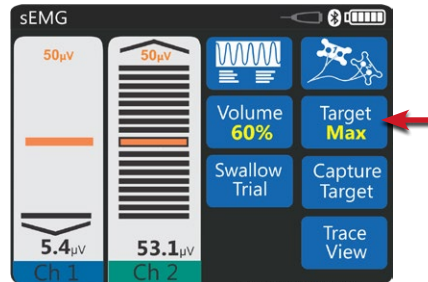 sEMG
50µV
50µV
5.4µV
53.1µV
Ch 1
Ch 2
Volume
60%
Target
Max
Swallow
Trial
Capture
Target
Trace
View